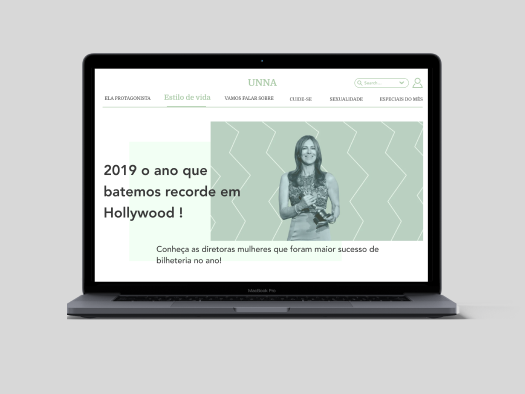 UNNA
Search...
ELA PROTAGONISTA Estilo de vida VAMOS FALAR SOBRE CUIDE-SE SEXUALIDADE ESPECIAIS DO MÊS
2019 o ano que
batemos recorde em
Hollywood !
Conheça as diretoras mulheres que foram maior sucesso de
bilheteria no ano!
MacBook Pro